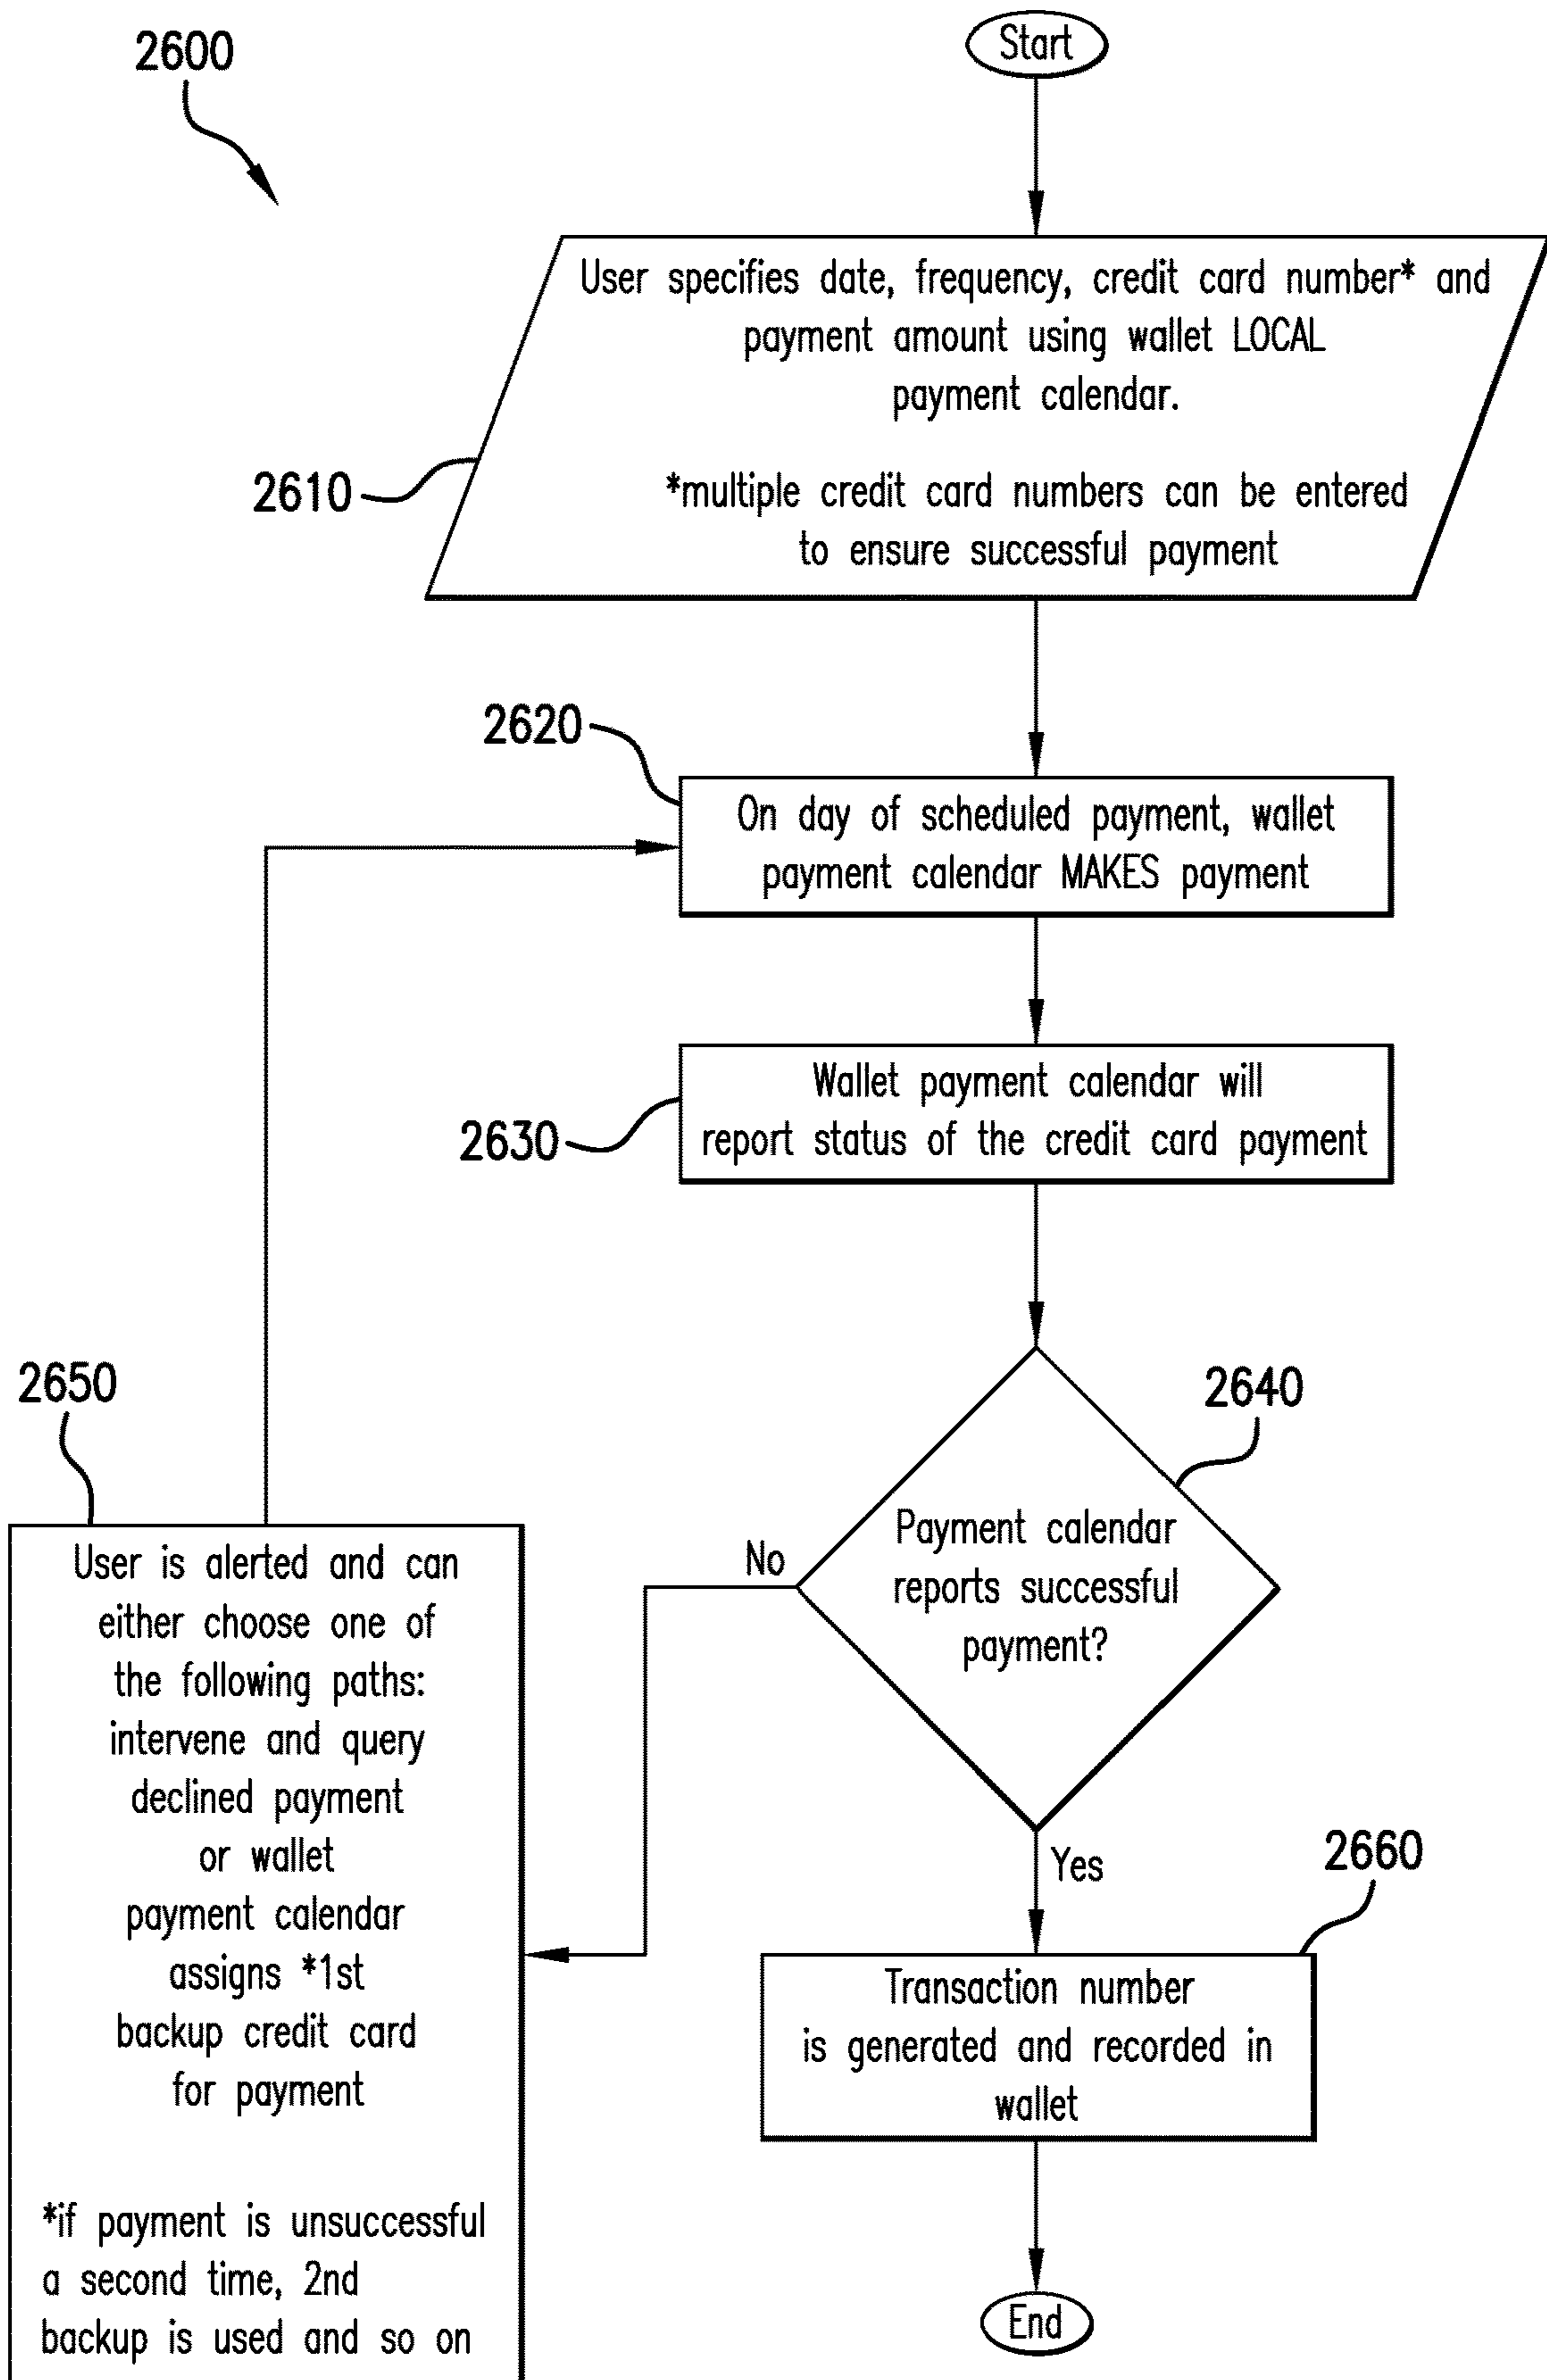 2600
Start
User specifies date, frequency, credit card number* and
payment amount using wallet LOCAL
payment calendar.
*multiple credit card numbers can be entered
to ensure successful payment
2610
2620
On day of scheduled payment, wallet
payment calendar MAKES payment
Wallet payment calendar will
report status of the credit card payment
2630
2640
Payment calendar
reports successful
payment?
No
Yes
2650
User is alerted and can
either choose one of
the following paths:
intervene and query
declined payment
or wallet
payment calendar
assigns *1st
backup credit card
for payment
*if payment is unsuccessful
a second time, 2nd
backup is used and so on
2660
Transaction number
is generated and recorded in
wallet
End